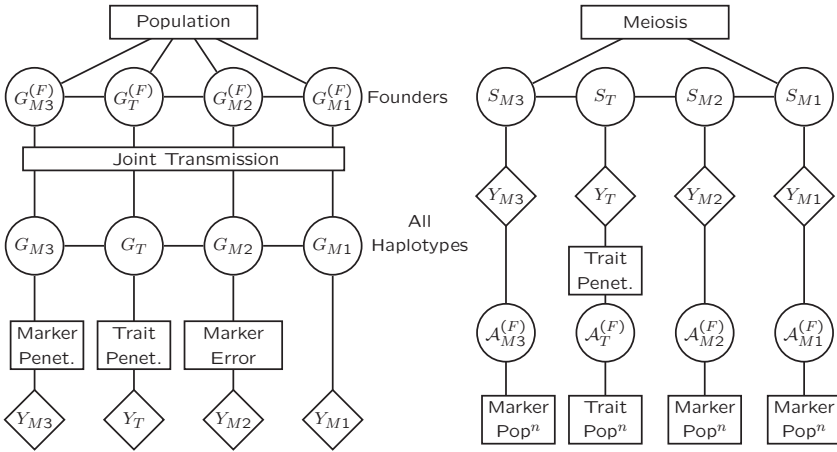 Population
G_{M3}^{(F)} G_T^{(F)} G_{M2}^{(F)} G_{M1}^{(F)} Founders
Joint Transmission
All
Haplotypes
G_{M3} G_T G_{M2} G_{M1}
Marker
Penet.
Trait
Penet.
Marker
Error
Y_{M3} Y_T Y_{M2} Y_{M1}
Meiosis
S_{M3} S_T S_{M2} S_{M1}
Y_{M3} Y_T Y_{M2} Y_{M1}
Trait
Penet.
A_{M3}^{(F)} A_T^{(F)} A_{M2}^{(F)} A_{M1}^{(F)}
Marker
Pop^n
Trait
Pop^n
Marker
Pop^n
Marker
Pop^n